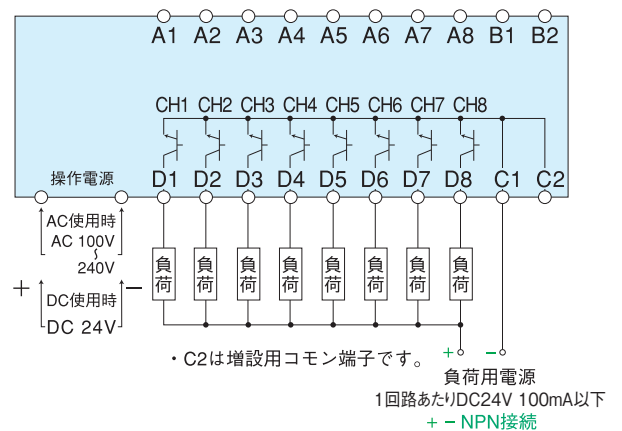 A1 A2 A3 A4 A5 A6 A7 A8 B1 B2
CH1 CH2 CH3 CH4 CH5 CH6 CH7 CH8
操作電源 D1 D2 D3 D4 D5 D6 D7 D8 C1 C2
AC使用時
AC 100V
〜
240V
負荷 負荷 負荷 負荷 負荷 負荷 負荷 負荷
+ −
DC使用時
DC 24V
・C2は増設用コモン端子です。
+ −
負荷用電源
1回路あたりDC24V 100mA以下
+ − NPN接続